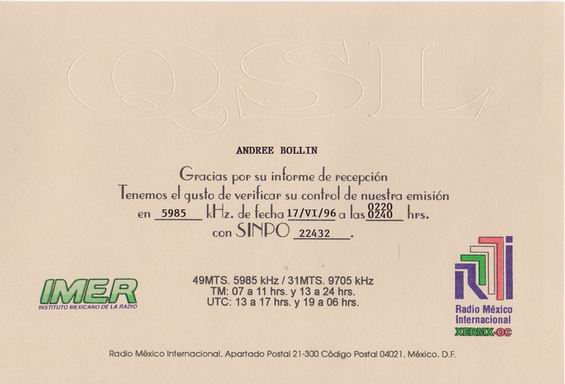 QSL
ANDREE BOLLIN
Gracias por su informe de recepción
Tenemos el gusto de verificar su control de nuestra emisión
en 5985 kHz. de fecha 17/VI/96 a las 0220 0240 hrs.
con SINPO 22432.
49MTS. 5985 kHz / 31MTS. 9705 kHz
TM: 07 a 11 hrs. y 13 a 24 hrs.
UTC: 13 a 17 hrs. y 19 a 06 hrs.
IMER
INSTITUTO MEXICANO DE LA RADIO
Radio México
Internacional
XERMX-OC
Radio México Internacional, Apartado Postal 21-300 Código Postal 04021, México, D.F.